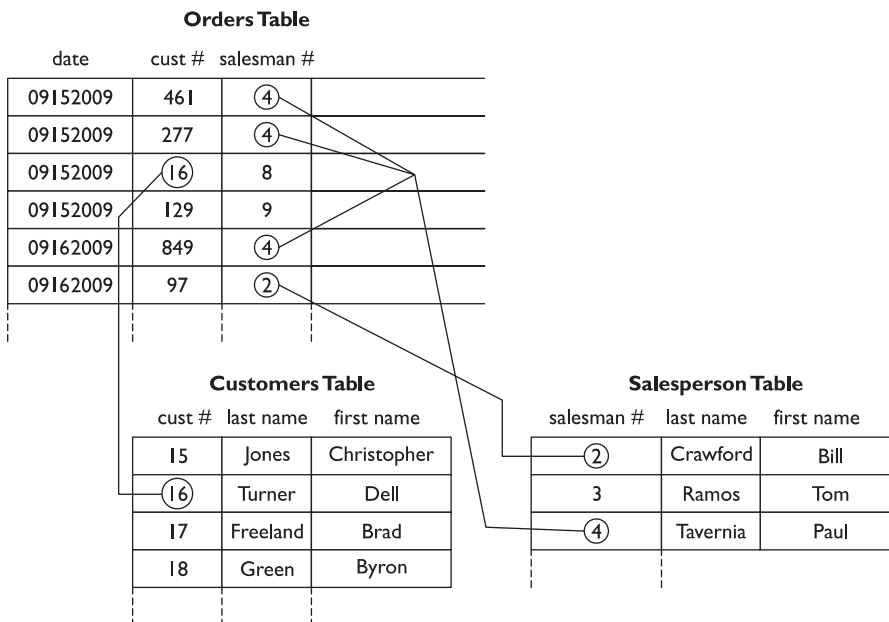 Orders Table
date cust # salesman #
09152009 461 4
09152009 277 4
09152009 16 8
09152009 129 9
09162009 849 4
09162009 97 2
Customers Table
cust # last name first name
15 Jones Christopher
16 Turner Dell
17 Freeland Brad
18 Green Byron
Salesperson Table
salesman # last name first name
2 Crawford Bill
3 Ramos Tom
4 Tavernia Paul